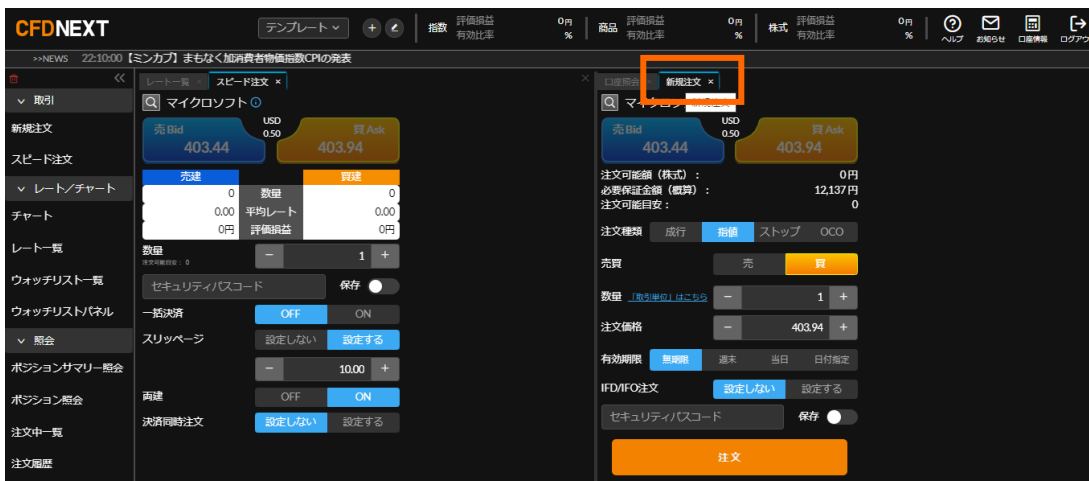 CFDNEXT
テンプレート
指数 評価損益 0円
有効比率 %
商品 評価損益 0円
有効比率 %
株式 評価損益 0円
有効比率 %
ヘルプ お知らせ 口座情報 ログアウ
>>NEWS 22:10:00【ミンカブ】まもなく加消費者物価指数CPIの発表
取引
新規注文
スピード注文
レート/チャート
チャート
レート一覧
ウォッチリスト一覧
ウォッチリストパネル
照会
ポジションサマリー照会
ポジション照会
注文中一覧
注文履歴
レート一覧 × スピード注文 ×
マイクロソフト
売Bid USD 買Ask
403.44 0.50 403.94
売建 買建
0 数量 0
0.00 平均レート 0.00
0円 評価損益 0円
数量 − 1 +
注文可能目安: 0
セキュリティパスコード 保存
一括決済 OFF ON
スリッページ 設定しない 設定する
− 10.00 +
両建 OFF ON
決済同時注文 設定しない 設定する
×
口座照会 × 新規注文 ×
マイクロソ
売Bid USD 買Ask
403.44 0.50 403.94
注文可能額(株式): 0円
必要保証金額(概算): 12,137円
注文可能目安: 0
注文種類 成行 指値 ストップ OCO
売買 売 買
数量 「取引単位」はこちら − 1 +
注文価格 − 403.94 +
有効期限 無期限 週末 当日 日付指定
IFD/IFO注文 設定しない 設定する
セキュリティパスコード 保存
注文